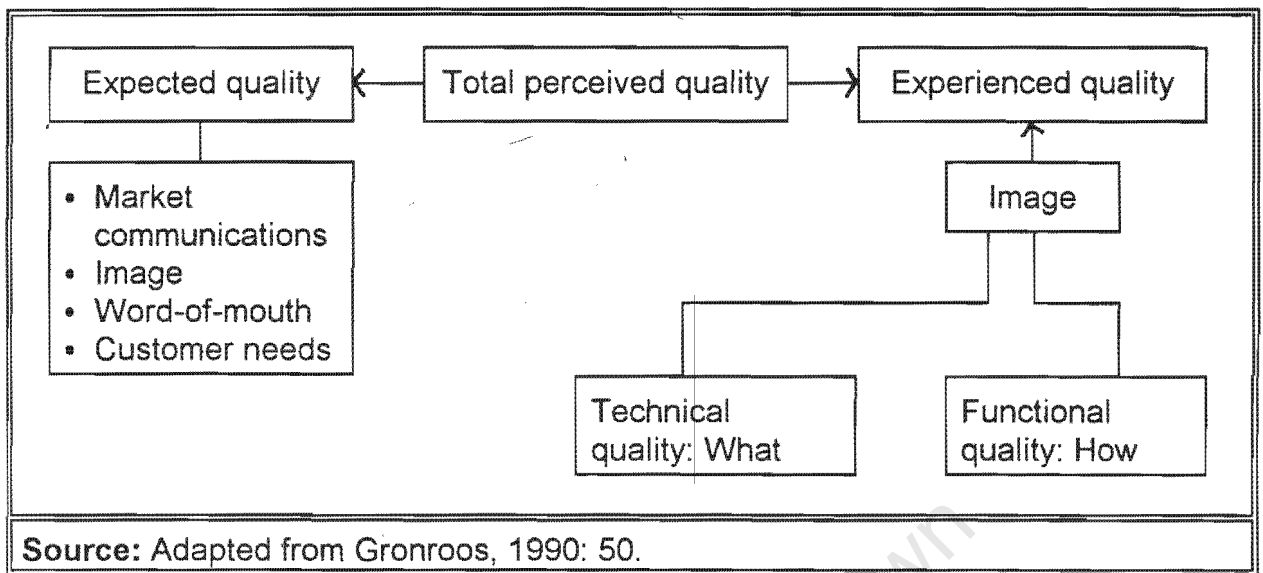 Expected quality
Total perceived quality
Experienced quality
• Market
communications
• Image
• Word-of-mouth
• Customer needs
Image
Technical
quality: What
Functional
quality: How
Source: Adapted from Gronroos, 1990: 50.